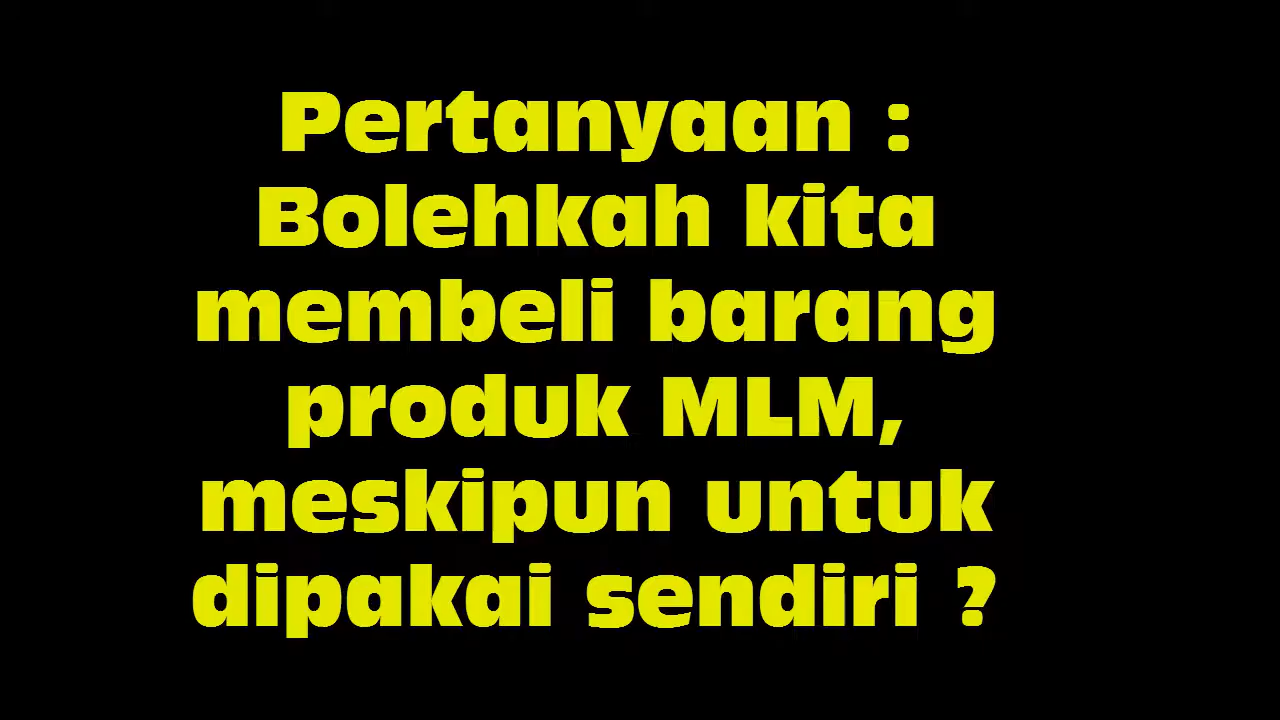 Pertanyaan :
Bolehkah kita
membeli barang
produk MLM,
meskipun untuk
dipakai sendiri ?